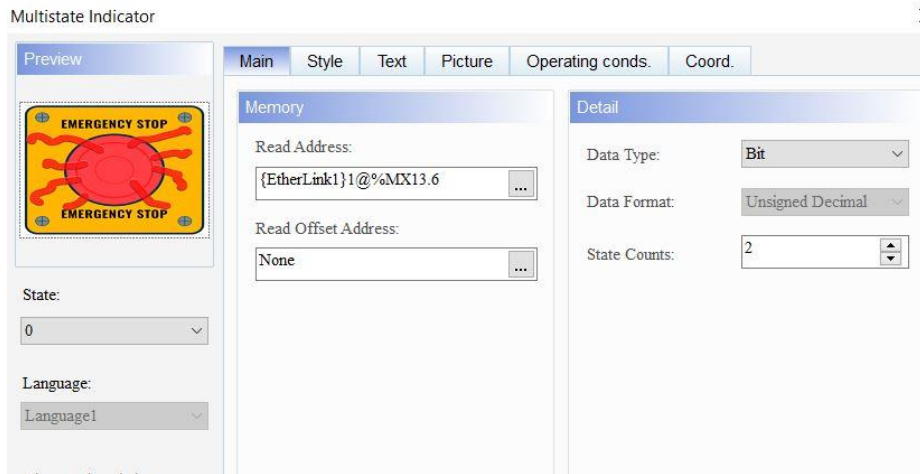 Multistate Indicator
Preview
EMERGENCY STOP
EMERGENCY STOP
State:
0
Language:
Language1
Main Style Text Picture Operating conds. Coord.
Memory
Read Address:
{EtherLink1}1@%MX13.6 ...
Read Offset Address:
None ...
Detail
Data Type: Bit
Data Format: Unsigned Decimal
State Counts: 2